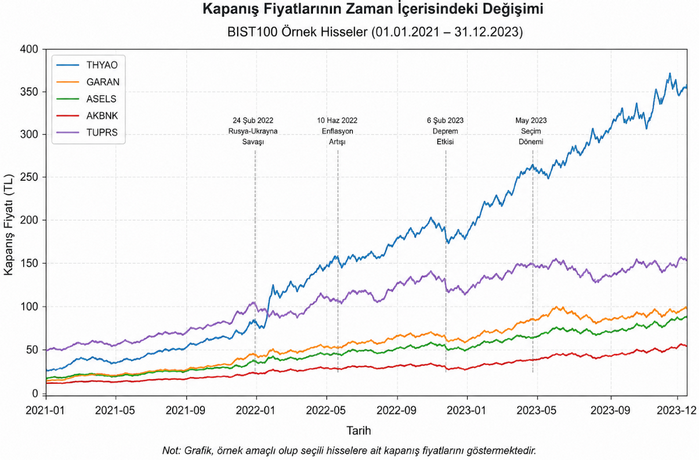 Kapanış Fiyatlarının Zaman İçerisindeki Değişimi
BIST100 Örnek Hisseler (01.01.2021 – 31.12.2023)
Kapanış Fiyatı (TL)
400
350
300
250
200
150
100
50
0
THYAO
GARAN
ASELS
AKBNK
TUPRS
24 Şub 2022
Rusya-Ukrayna
Savaşı
10 Haz 2022
Enflasyon
Artışı
6 Şub 2023
Deprem
Etkisi
May 2023
Seçim
Dönemi
2021-01 2021-05 2021-09 2022-01 2022-05 2022-09 2023-01 2023-05 2023-09 2023-12
Tarih
Not: Grafik, örnek amaçlı olup seçili hisselere ait kapanış fiyatlarını göstermektedir.